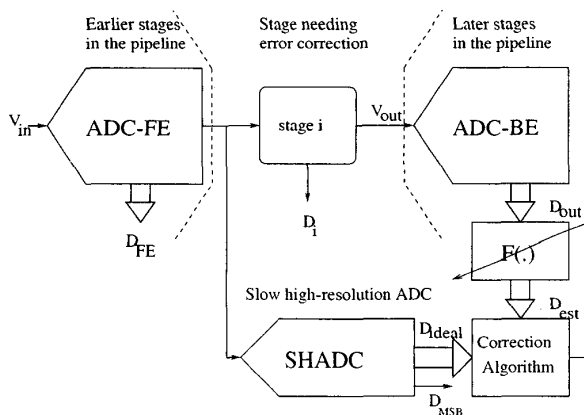 Earlier stages
in the pipeline
Stage needing
error correction
Later stages
in the pipeline
V_in
ADC-FE
stage i
V_out
ADC-BE
D_FE
D_i
D_out
F(.)
Slow high-resolution ADC
D_est
SHADC
D_ideal
D_MSB
Correction
Algorithm